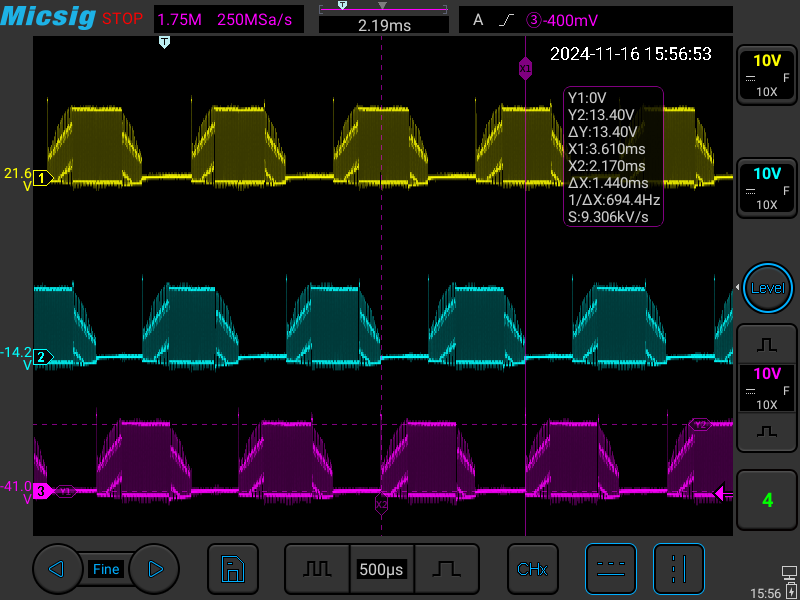 Micsig STOP 1.75M 250MSa/s T 2.19ms A ③-400mV
T
X1 2024-11-16 15:56:53
10V
F
10X
Y1:0V
Y2:13.40V
ΔY:13.40V
X1:3.610ms
X2:2.170ms
ΔX:1.440ms
1/ΔX:694.4Hz
S:9.306kV/s
21.6
V
1
10V
F
10X
Level
-14.2
V
2
10V
F
10X
Y2
-41.0
V
3 Y1
X2
4
Fine 500µs CHx
15:56